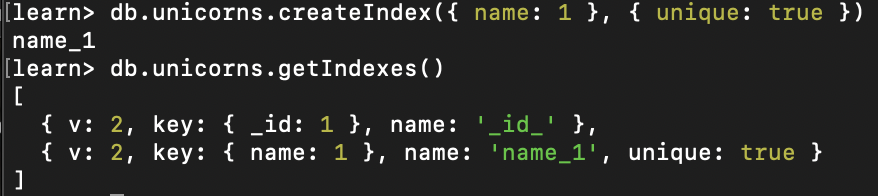 [learn> db.unicorns.createIndex({ name: 1 }, { unique: true })
name_1
[learn> db.unicorns.getIndexes()
[
  { v: 2, key: { _id: 1 }, name: '_id_' },
  { v: 2, key: { name: 1 }, name: 'name_1', unique: true }
]